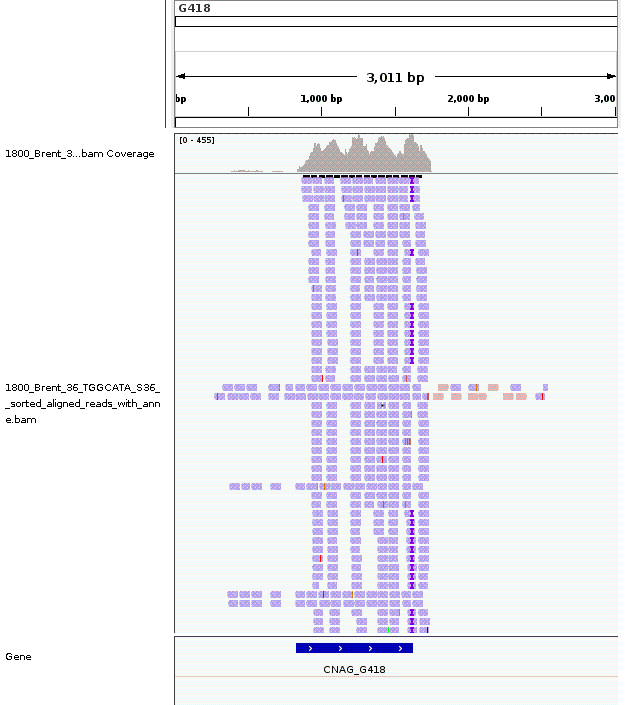 G418
3,011 bp
bp 1,000 bp 2,000 bp 3,00
[0 - 455]
1800_Brent_3...bam Coverage
1800_Brent_36_TGGCATA_S36_
_sorted_aligned_reads_with_ann
e.bam
Gene
CNAG_G418